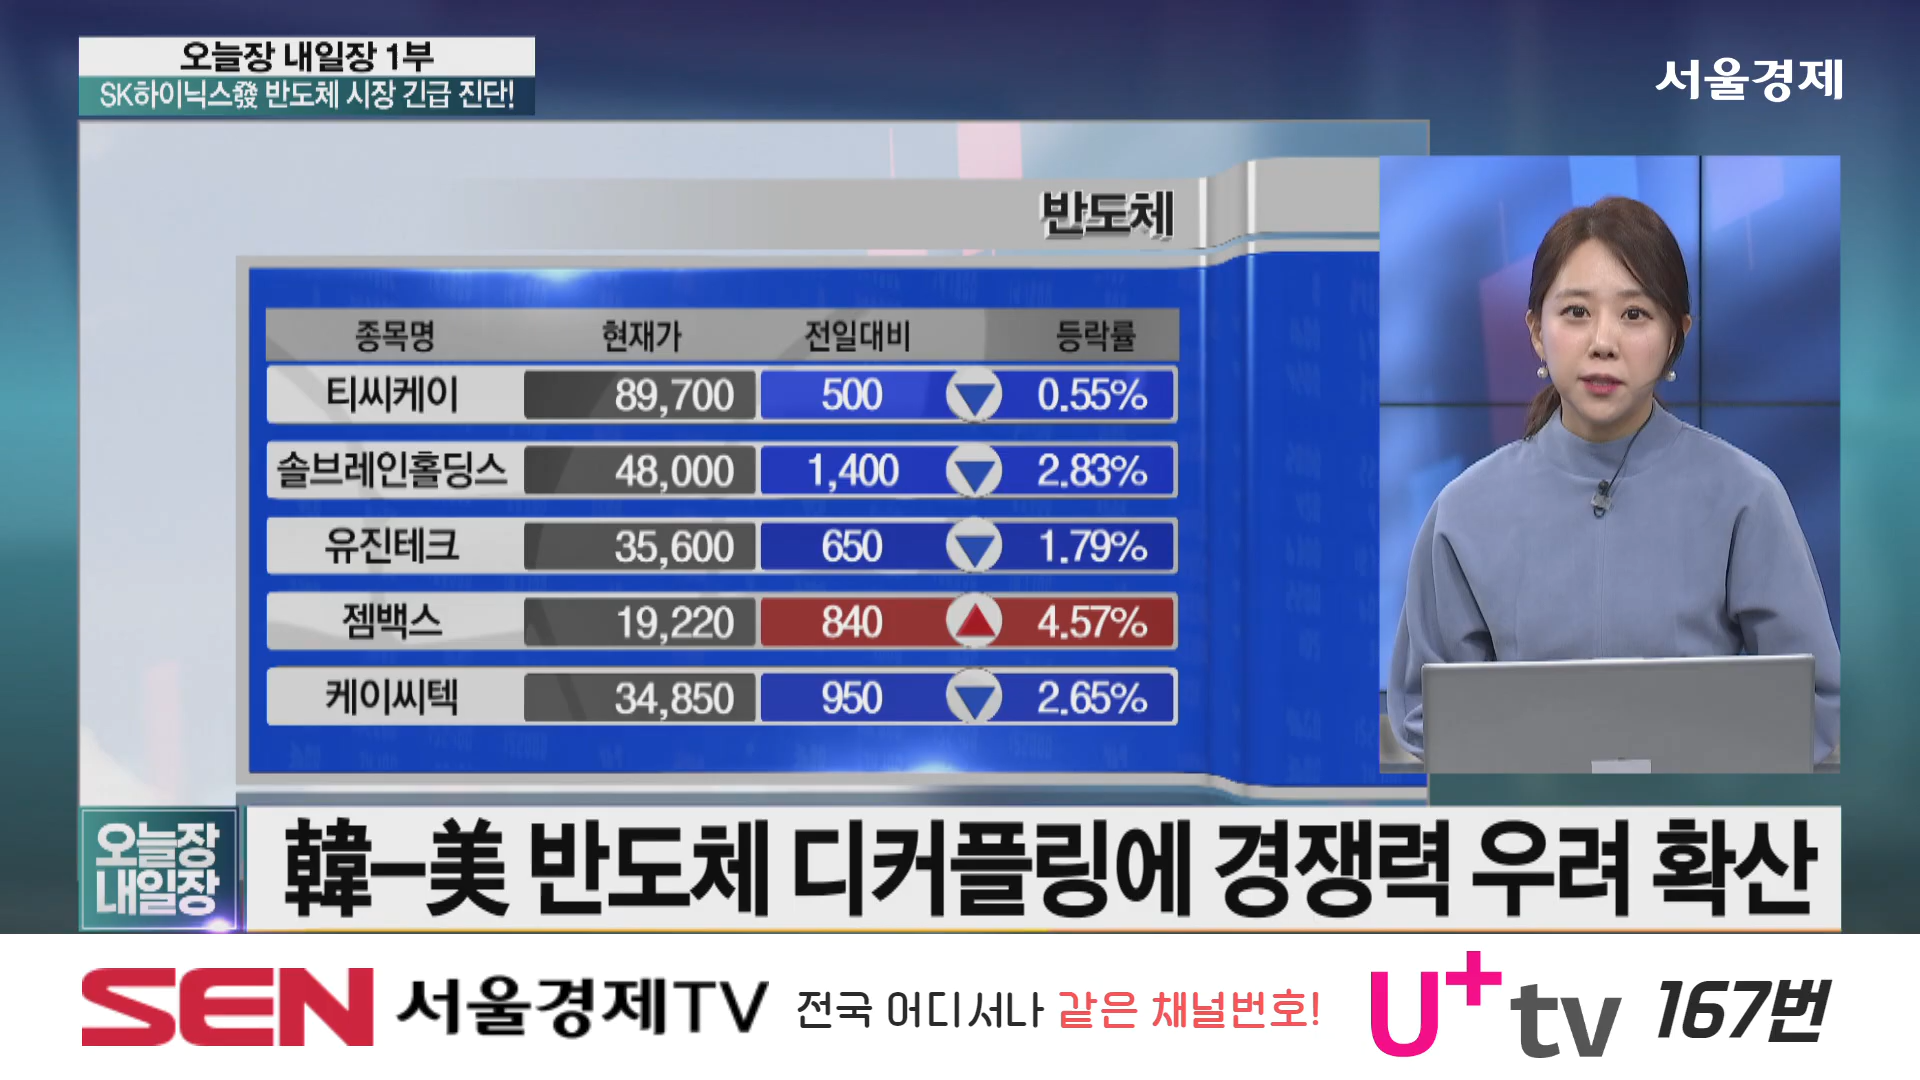 오늘장 내일장 1부
SK하이닉스發 반도체 시장 긴급 진단!
서울경제
반도체
종목명 현재가 전일대비 등락률
티씨케이 89,700 500 ▼ 0.55%
솔브레인홀딩스 48,000 1,400 ▼ 2.83%
유진테크 35,600 650 ▼ 1.79%
젬백스 19,220 840 ▲ 4.57%
케이씨텍 34,850 950 ▼ 2.65%
오늘장
내일장
韓-美 반도체 디커플링에 경쟁력 우려 확산
SEN 서울경제TV 전국 어디서나 같은 채널번호! U+tv 167번